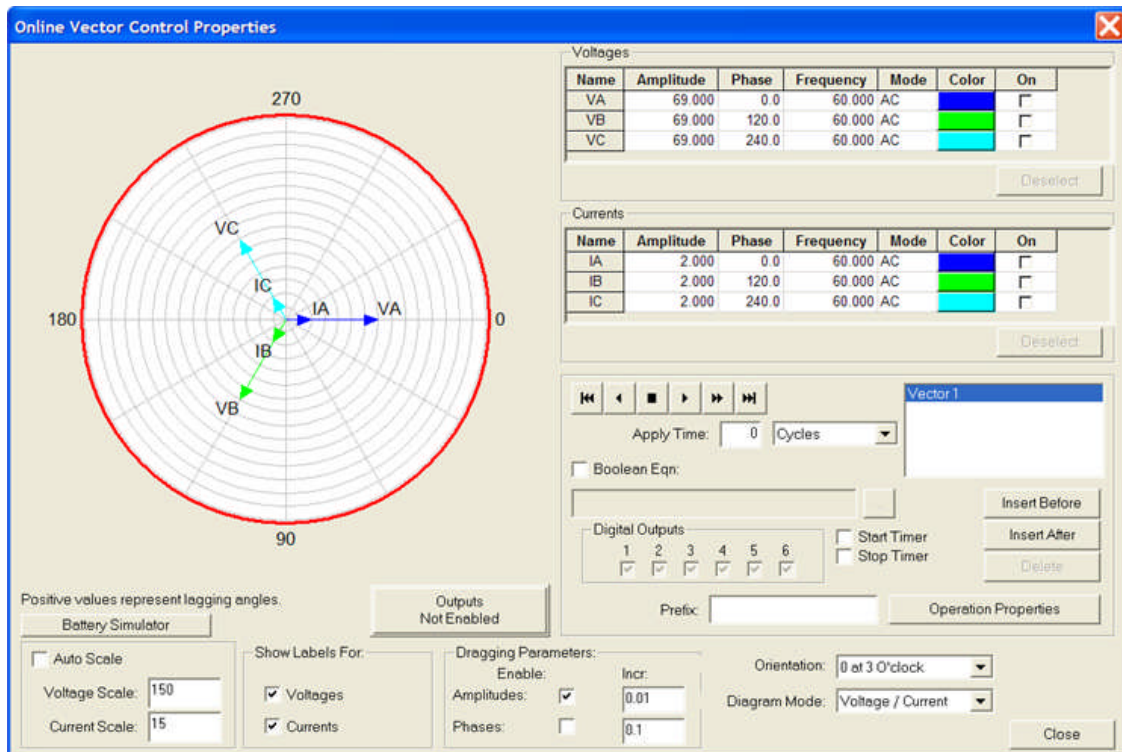 Online Vector Control Properties
270
180
0
90
VC
IC
IA
VA
IB
VB
Voltages
Name Amplitude Phase Frequency Mode Color On
VA 69.000 0.0 60.000 AC
VB 69.000 120.0 60.000 AC
VC 69.000 240.0 60.000 AC
Deselect
Currents
Name Amplitude Phase Frequency Mode Color On
IA 2.000 0.0 60.000 AC
IB 2.000 120.0 60.000 AC
IC 2.000 240.0 60.000 AC
Deselect
Vector 1
Apply Time: 0 Cycles
Boolean Eqn:
Insert Before
Digital Outputs
1 2 3 4 5 6
Start Timer
Stop Timer
Insert After
Delete
Prefix:
Operation Properties
Positive values represent lagging angles.
Battery Simulator
Outputs
Not Enabled
Auto Scale
Voltage Scale: 150
Current Scale: 15
Show Labels For:
Voltages
Currents
Dragging Parameters:
Enable: Incr:
Amplitudes: 0.01
Phases: 0.1
Orientation: 0 at 3 O'clock
Diagram Mode: Voltage / Current
Close